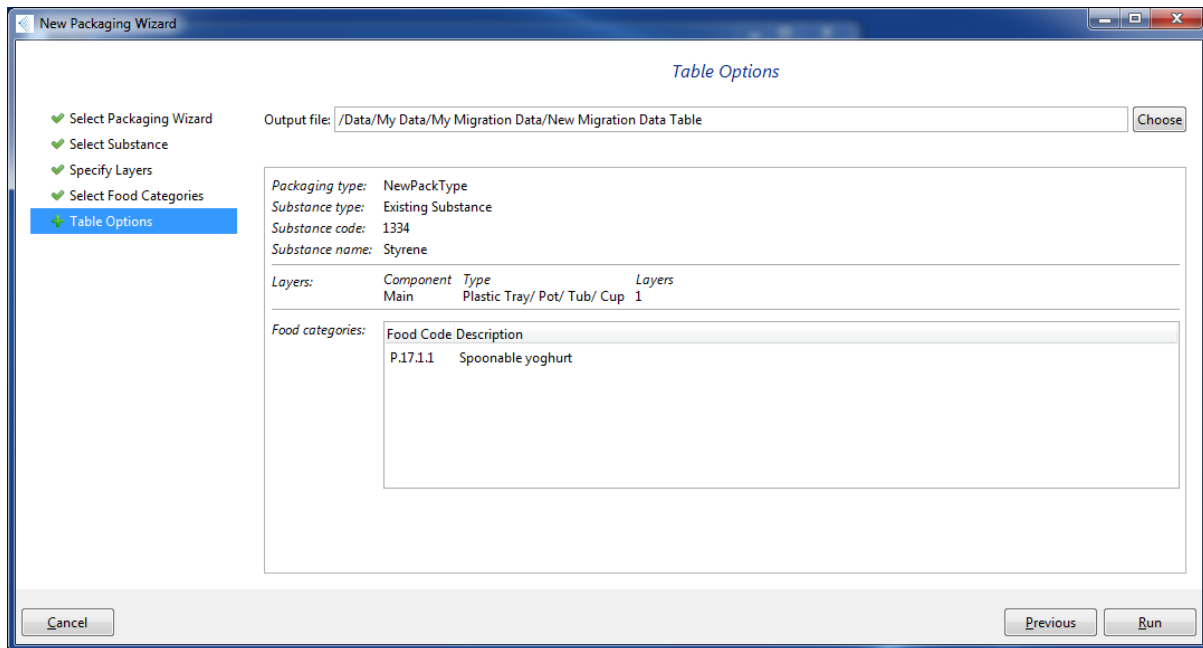 New Packaging Wizard
Table Options
Select Packaging Wizard
Select Substance
Specify Layers
Select Food Categories
Table Options
Output file: /Data/My Data/My Migration Data/New Migration Data Table Choose
Packaging type: NewPackType
Substance type: Existing Substance
Substance code: 1334
Substance name: Styrene
Layers: Component Type Layers
Main Plastic Tray/ Pot/ Tub/ Cup 1
Food categories: Food Code Description
P.17.1.1 Spoonable yoghurt
Cancel Previous Run